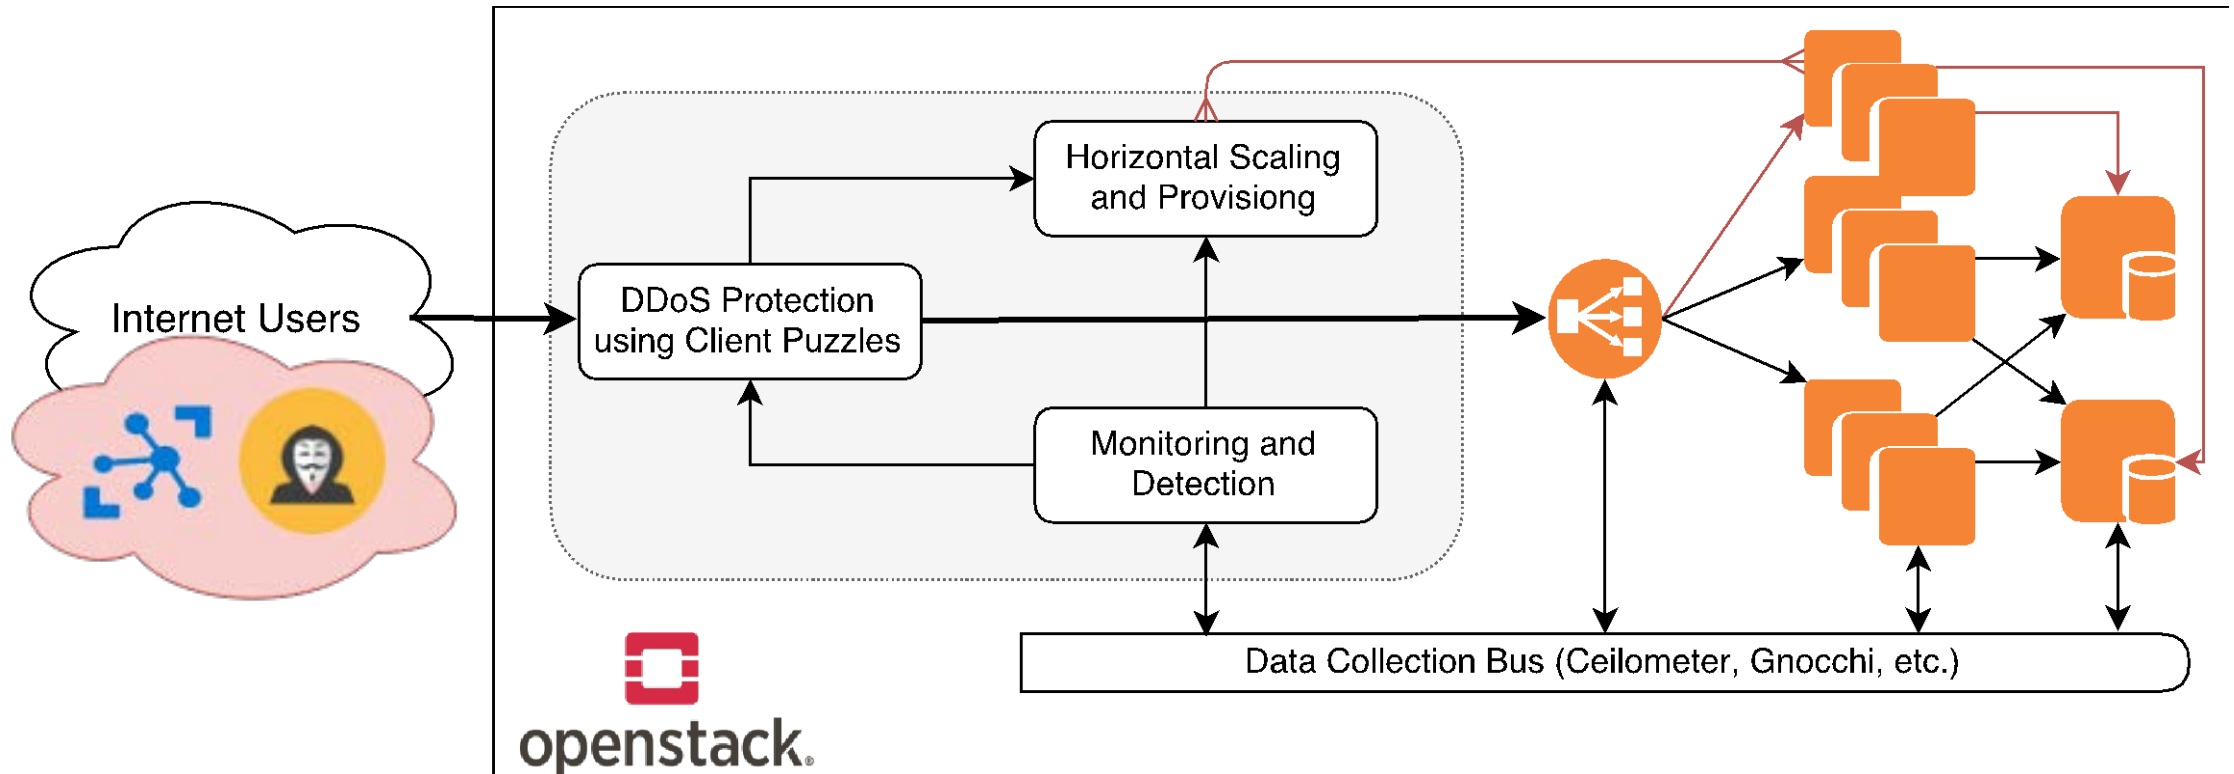 Internet Users
DDoS Protection
using Client Puzzles
Horizontal Scaling
and Provisiong
Monitoring and
Detection
Data Collection Bus (Ceilometer, Gnocchi, etc.)
openstack.